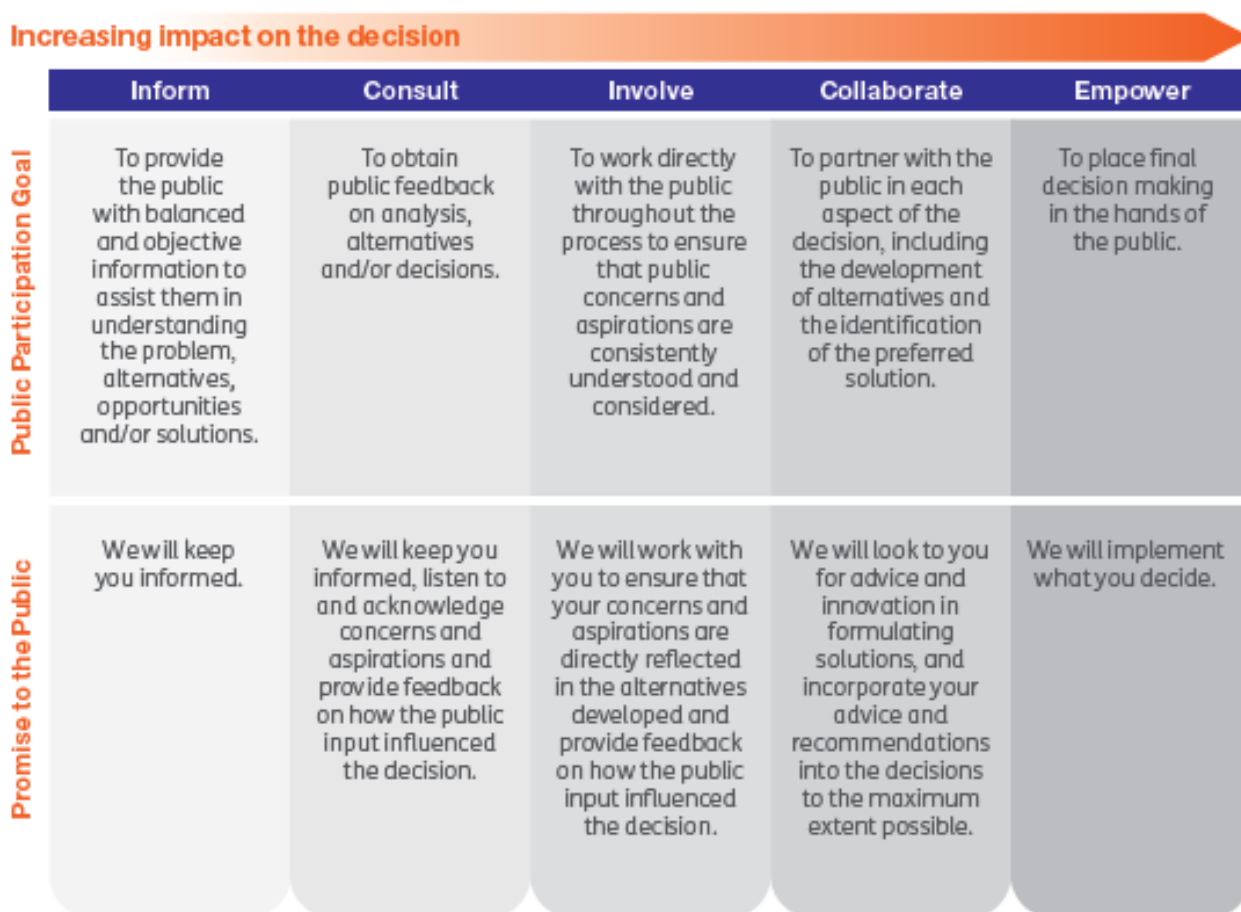 Increasing impact on the decision
Inform
Consult
Involve
Collaborate
Empower
Public Participation Goal
To provide
the public
with balanced
and objective
information to
assist them in
understanding
the problem,
alternatives,
opportunities
and/or solutions.
To obtain
public feedback
on analysis,
alternatives
and/or decisions.
To work directly
with the public
throughout the
process to ensure
that public
concerns and
aspirations are
consistently
understood and
considered.
To partner with the
public in each
aspect of the
decision, including
the development
of alternatives and
the identification
of the preferred
solution.
To place final
decision making
in the hands of
the public.
Promise to the Public
We will keep
you informed.
We will keep you
informed, listen to
and acknowledge
concerns and
aspirations and
provide feedback
on how the public
input influenced
the decision.
We will work with
you to ensure that
your concerns and
aspirations are
directly reflected
in the alternatives
developed and
provide feedback
on how the public
input influenced
the decision.
We will look to you
for advice and
innovation in
formulating
solutions, and
incorporate your
advice and
recommendations
into the decisions
to the maximum
extent possible.
We will implement
what you decide.